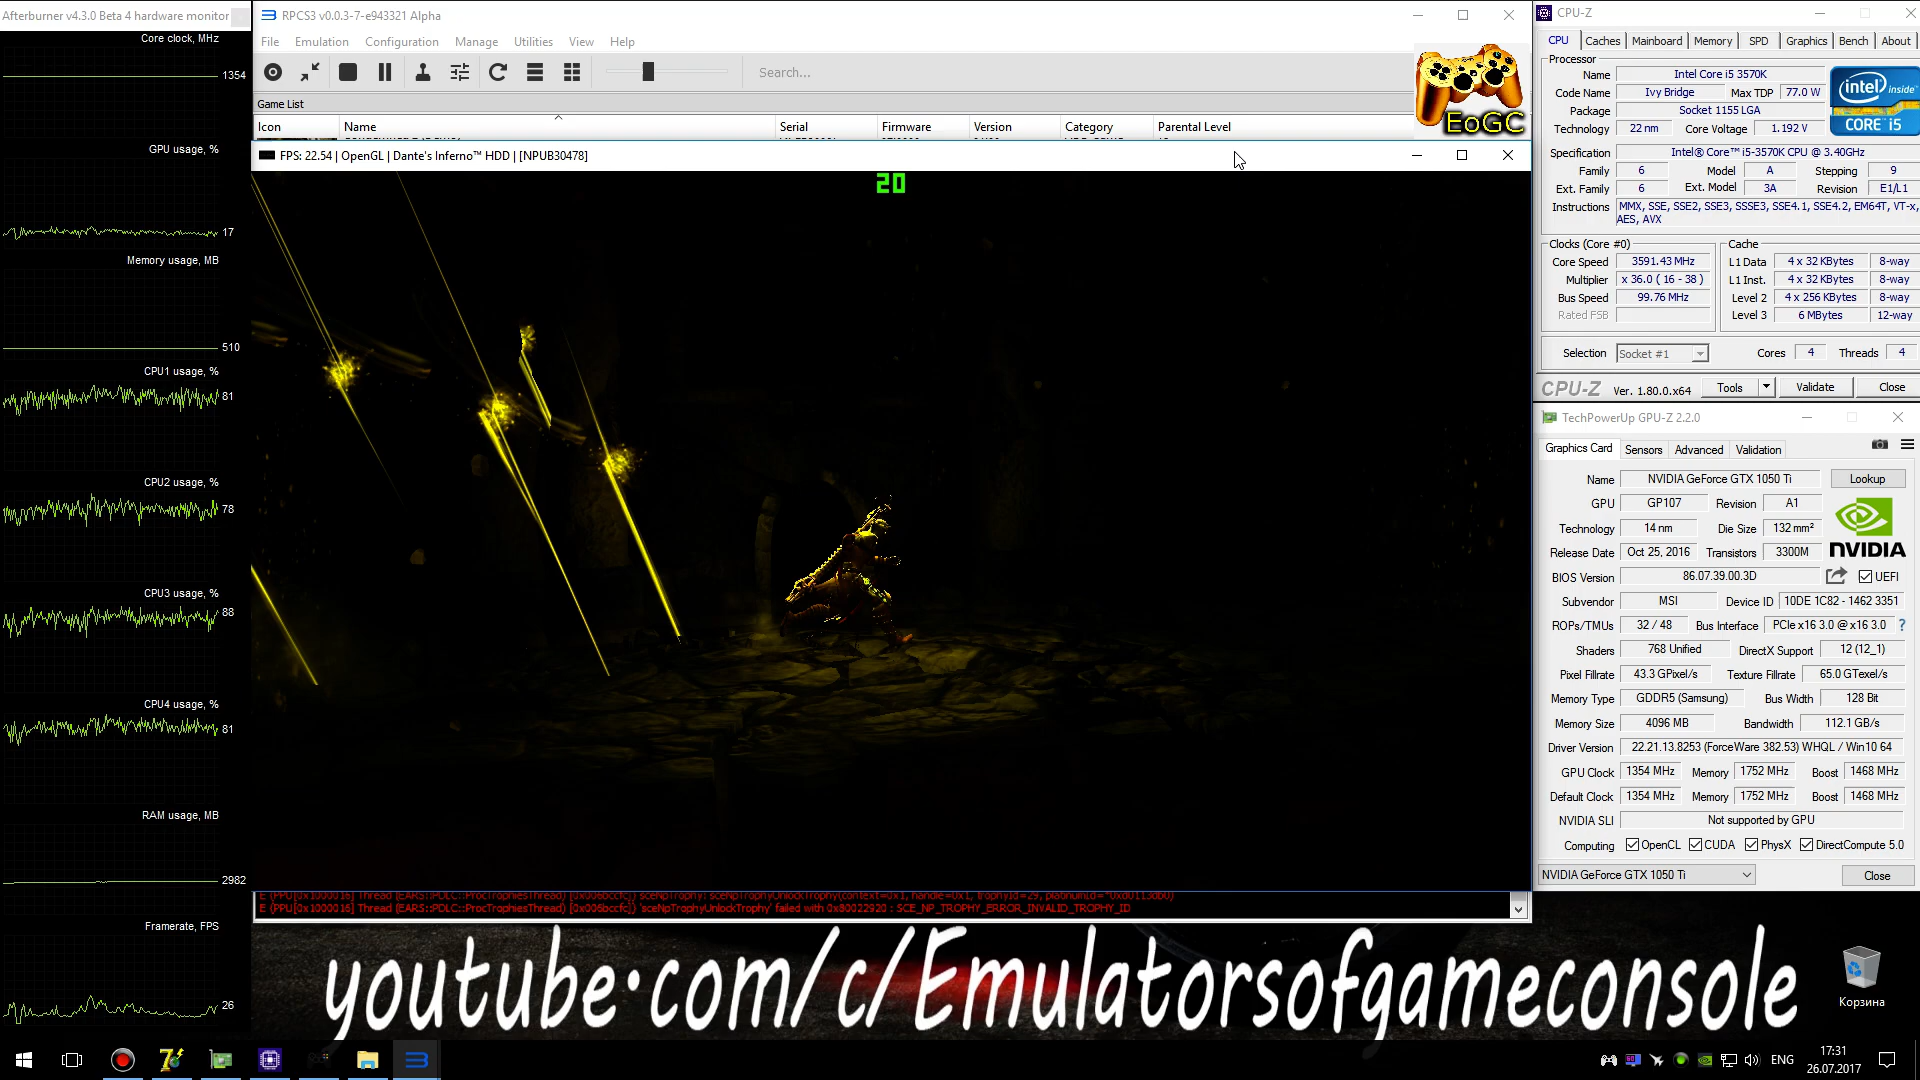 Afterburner v4.3.0 Beta 4 hardware monitor
Core clock, MHz
1354
GPU usage, %
17
Memory usage, MB
510
CPU1 usage, %
81
CPU2 usage, %
78
CPU3 usage, %
88
CPU4 usage, %
81
RAM usage, MB
2982
Framerate, FPS
26
RPCS3 v0.0.3-7-e943321 Alpha
File Emulation Configuration Manage Utilities View Help
Search...
EoGC
Game List
Icon Name Serial Firmware Version Category Parental Level
FPS: 22.54 | OpenGL | Dante's Inferno™ HDD | [NPUB30478]
20
E {PPU[0x1000016] Thread (EARS::PDLC::ProcTrophiesThread) [0x006bccfc]} 'sceNpTrophyUnlockTrophy' failed with 0x80022920 : SCE_NP_TROPHY_ERROR_INVALID_TROPHY_ID
youtube.com/c/Emulatorsofgameconsole
CPU-Z
CPU Caches Mainboard Memory SPD Graphics Bench About
Processor
Name Intel Core i5 3570K
Code Name Ivy Bridge Max TDP 77.0 W
Package Socket 1155 LGA
Technology 22 nm Core Voltage 1.192 V
intel inside™
CORE™ i5
Specification Intel® Core™ i5-3570K CPU @ 3.40GHz
Family 6 Model A Stepping 9
Ext. Family 6 Ext. Model 3A Revision E1/L1
Instructions MMX, SSE, SSE2, SSE3, SSSE3, SSE4.1, SSE4.2, EM64T, VT-x,
AES, AVX
Clocks (Core #0) Cache
Core Speed 3591.43 MHz L1 Data 4 x 32 KBytes 8-way
Multiplier x 36.0 ( 16 - 38 ) L1 Inst. 4 x 32 KBytes 8-way
Bus Speed 99.76 MHz Level 2 4 x 256 KBytes 8-way
Rated FSB Level 3 6 MBytes 12-way
Selection Socket #1 Cores 4 Threads 4
CPU-Z Ver. 1.80.0.x64 Tools Validate Close
TechPowerUp GPU-Z 2.2.0
Graphics Card Sensors Advanced Validation
Name NVIDIA GeForce GTX 1050 Ti Lookup
GPU GP107 Revision A1
Technology 14 nm Die Size 132 mm²
Release Date Oct 25, 2016 Transistors 3300M
NVIDIA
BIOS Version 86.07.39.00.3D UEFI
Subvendor MSI Device ID 10DE 1C82 - 1462 3351
ROPs/TMUs 32 / 48 Bus Interface PCIe x16 3.0 @ x16 3.0 ?
Shaders 768 Unified DirectX Support 12 (12_1)
Pixel Fillrate 43.3 GPixel/s Texture Fillrate 65.0 GTexel/s
Memory Type GDDR5 (Samsung) Bus Width 128 Bit
Memory Size 4096 MB Bandwidth 112.1 GB/s
Driver Version 22.21.13.8253 (ForceWare 382.53) WHQL / Win10 64
GPU Clock 1354 MHz Memory 1752 MHz Boost 1468 MHz
Default Clock 1354 MHz Memory 1752 MHz Boost 1468 MHz
NVIDIA SLI Not supported by GPU
Computing OpenCL CUDA PhysX DirectCompute 5.0
NVIDIA GeForce GTX 1050 Ti Close
Корзина
ENG
17:31
26.07.2017